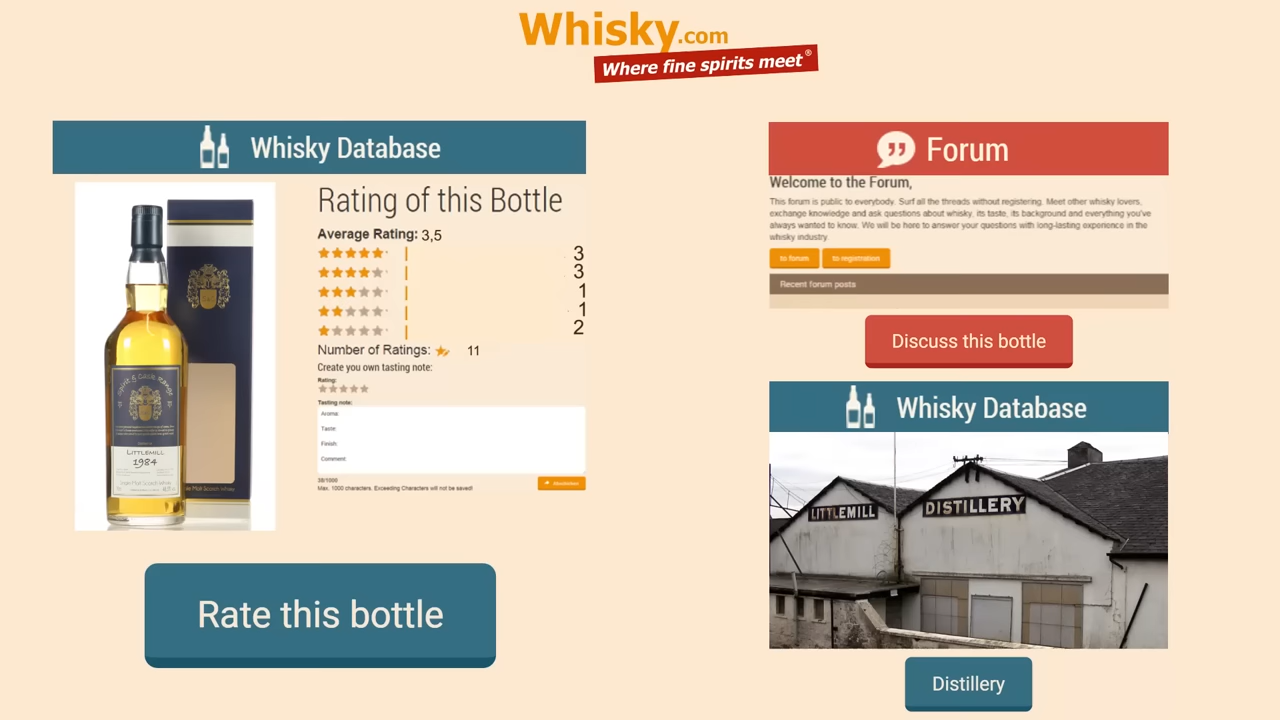 Whisky.com
Where fine spirits meet®
Whisky Database
Rating of this Bottle
Average Rating: 3,5
3
3
1
1
2
Number of Ratings: 11
Create you own tasting note:
Rating:
Tasting note:
Aroma:
Taste:
Finish:
Comment:
38/1000
Max. 1000 characters. Exceeding Characters will not be saved!
LITTLEMILL
1984
Single Malt Scotch Whisky
Rate this bottle
Forum
Welcome to the Forum,
This forum is public to everybody. Surf all the threads without registering. Meet other whisky lovers,
exchange knowledge and ask questions about whisky, its taste, its background and everything you've
always wanted to know. We will be here to answer your questions with long-lasting experience in the
whisky industry.
to forum
to registration
Recent forum posts
Discuss this bottle
Whisky Database
LITTLEMILL
DISTILLERY
Distillery